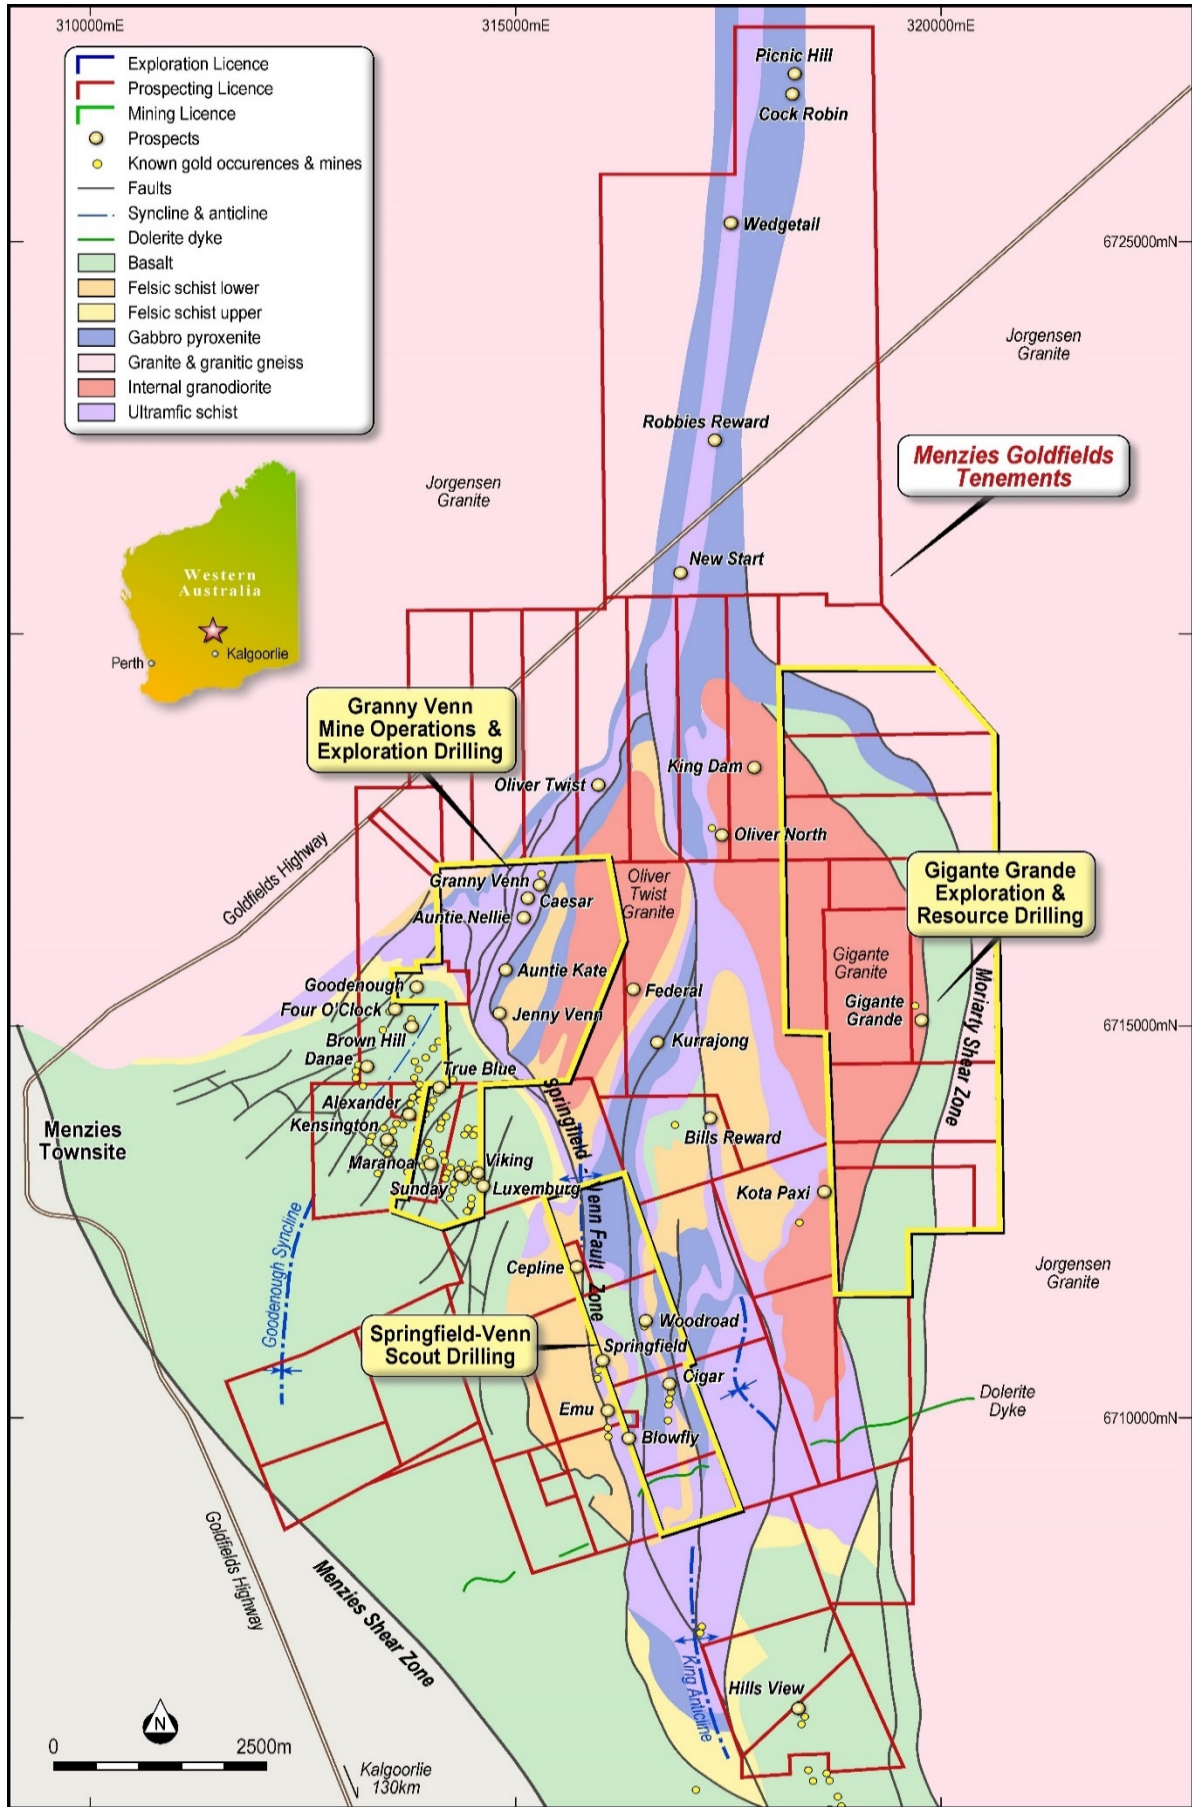 310000mE
315000mE
320000mE
Exploration Licence
Prospecting Licence
Mining Licence
Prospects
Known gold occurences & mines
Faults
Syncline & anticline
Dolerite dyke
Basalt
Felsic schist lower
Felsic schist upper
Gabbro pyroxenite
Granite & granitic gneiss
Internal granodiorite
Ultramfic schist
Picnic Hill
Cock Robin
Wedgetail
6725000mN
Jorgensen
Granite
Robbies Reward
Menzies Goldfields
Tenements
Jorgensen
Granite
New Start
Western
Australia
Perth
Kalgoorlie
Granny Venn
Mine Operations &
Exploration Drilling
King Dam
Oliver Twist
Oliver North
Goldfields Highway
Gigante Grande
Exploration &
Resource Drilling
Granny Venn
Caesar
Auntie Nellie
Oliver
Twist
Granite
Gigante
Granite
Auntie Kate
Goodenough
Federal
Gigante
Grande
Moriarty Shear Zone
Four O'Clock
Jenny Venn
6715000mN
Brown Hill
Kurrajong
Danae
True Blue
Alexander
Kensington
Springfield - Venn Fault Zone
Bills Reward
Menzies
Townsite
Maranoa
Viking
Sunday
Luxemburg
Kota Paxi
Goodenough Syncline
Cepline
Jorgensen
Granite
Woodroad
Springfield-Venn
Scout Drilling
Springfield
Cigar
Emu
Blowfly
Dolerite
Dyke
6710000mN
Goldfields Highway
Menzies Shear Zone
King Anticline
Hills View
N
0
2500m
Kalgoorlie
130km